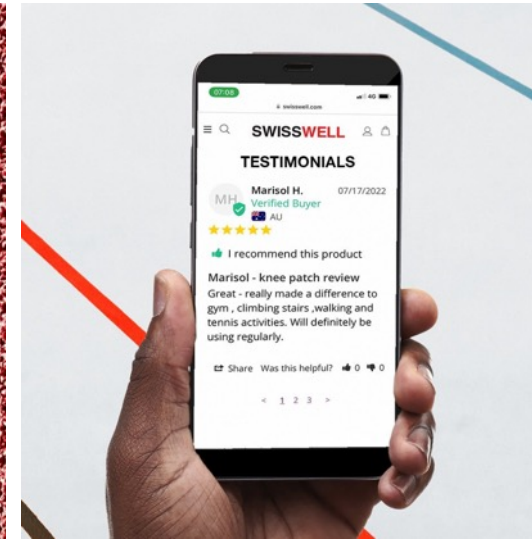 07:08
4G
swisswell.com
SWISSWELL
TESTIMONIALS
MH
Marisol H. 07/17/2022
Verified Buyer
AU
I recommend this product
Marisol - knee patch review
Great - really made a difference to
gym , climbing stairs ,walking and
tennis activities. Will definitely be
using regularly.
Share Was this helpful? 0 0
< 1 2 3 >